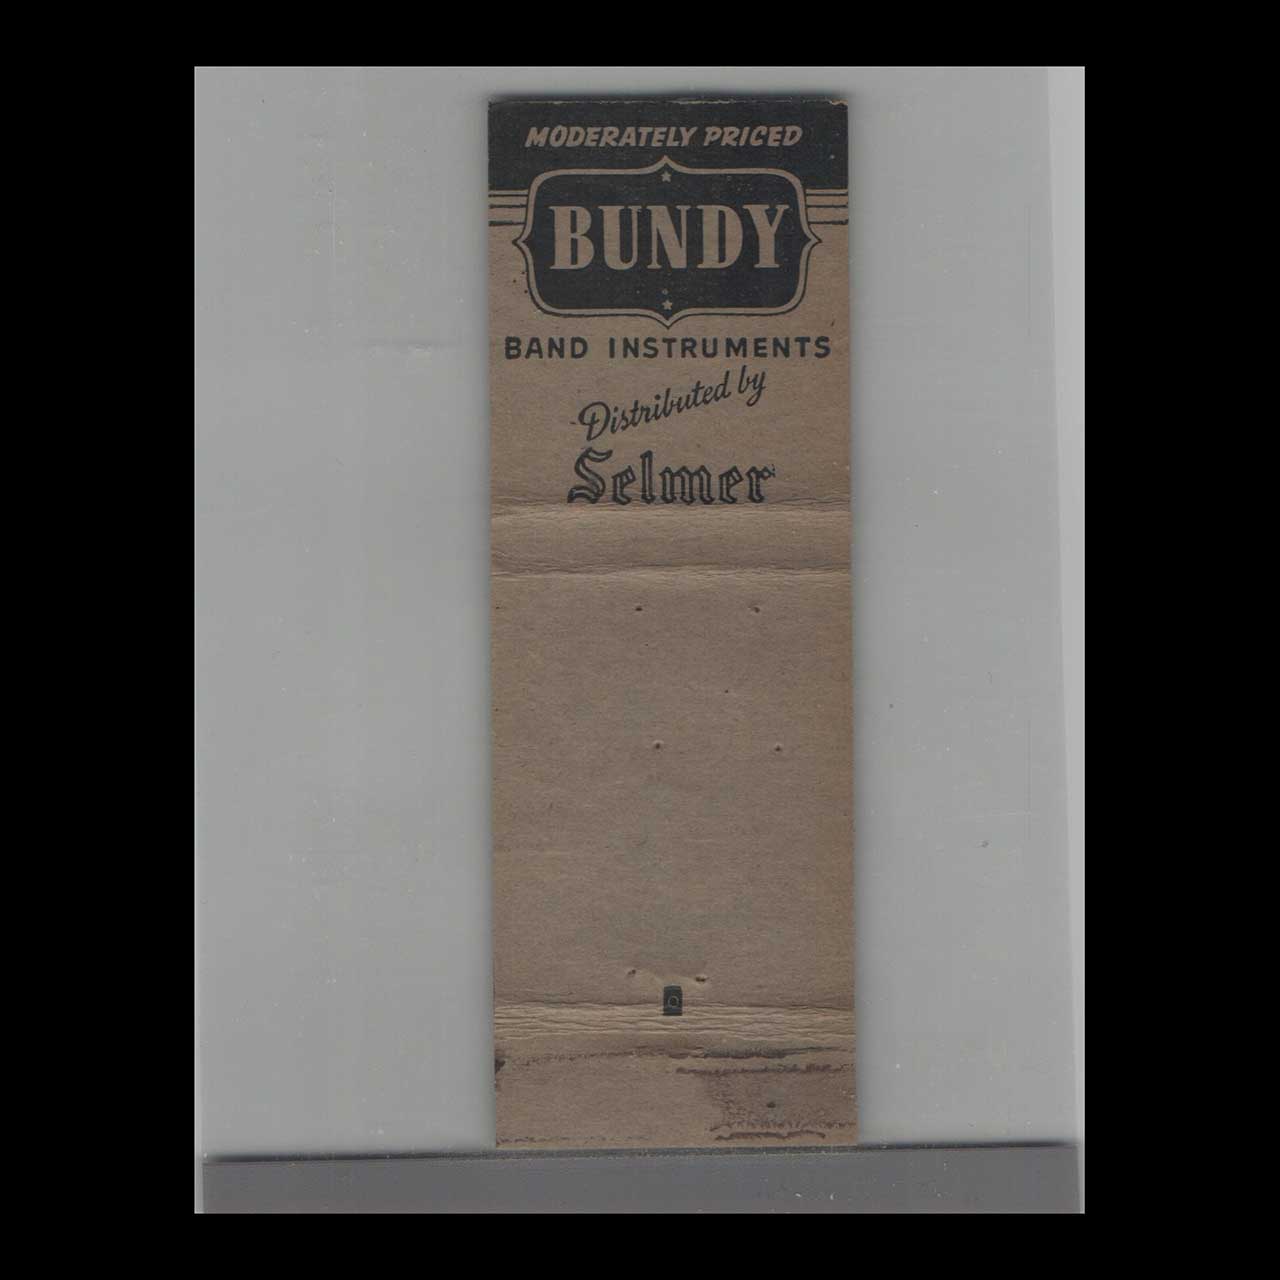 MODERATELY PRICED
BUNDY
BAND INSTRUMENTS
Distributed by
Selmer